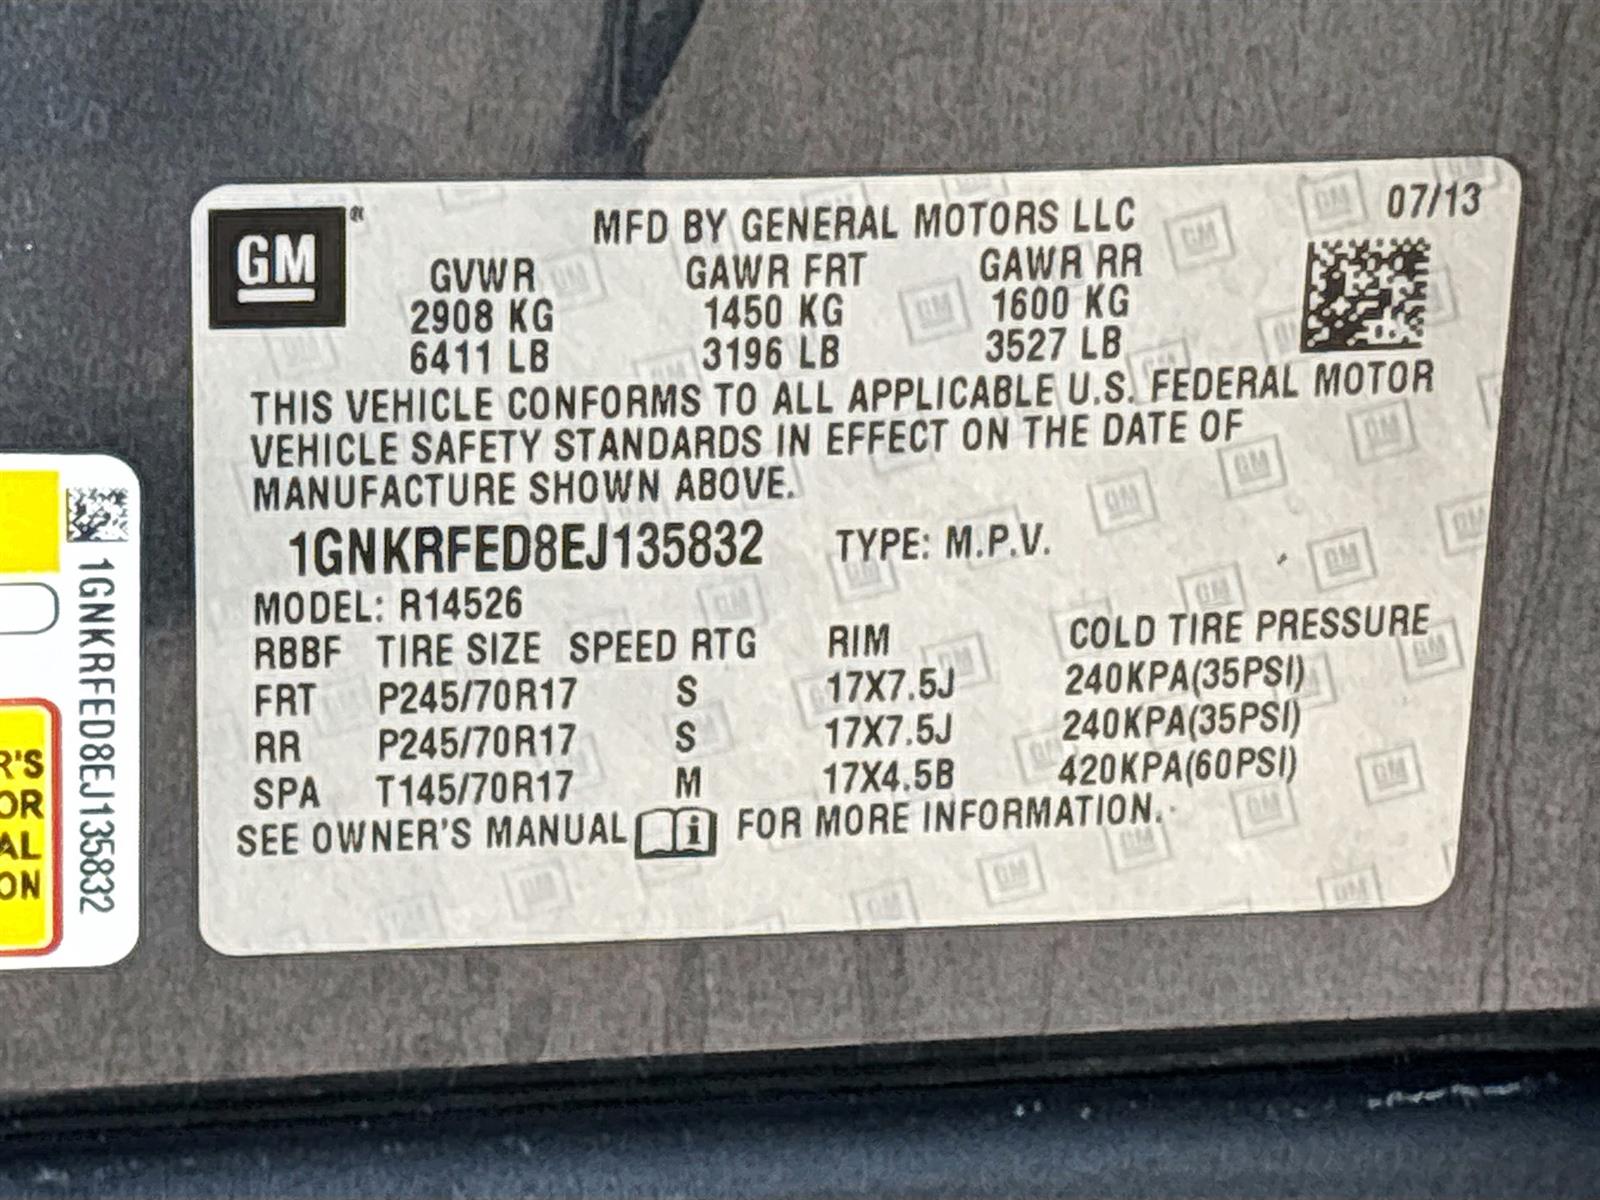 07/13
GM ®
MFD BY GENERAL MOTORS LLC
GVWR GAWR FRT GAWR RR
2908 KG 1450 KG 1600 KG
6411 LB 3196 LB 3527 LB
THIS VEHICLE CONFORMS TO ALL APPLICABLE U.S. FEDERAL MOTOR
VEHICLE SAFETY STANDARDS IN EFFECT ON THE DATE OF
MANUFACTURE SHOWN ABOVE.
1GNKRFED8EJ135832 TYPE: M.P.V.
MODEL: R14526
RBBF TIRE SIZE SPEED RTG RIM COLD TIRE PRESSURE
FRT P245/70R17 S 17X7.5J 240KPA(35PSI)
RR P245/70R17 S 17X7.5J 240KPA(35PSI)
SPA T145/70R17 M 17X4.5B 420KPA(60PSI)
SEE OWNER'S MANUAL i FOR MORE INFORMATION.
1GNKRFED8EJ135832
R'S
OR
AL
ON